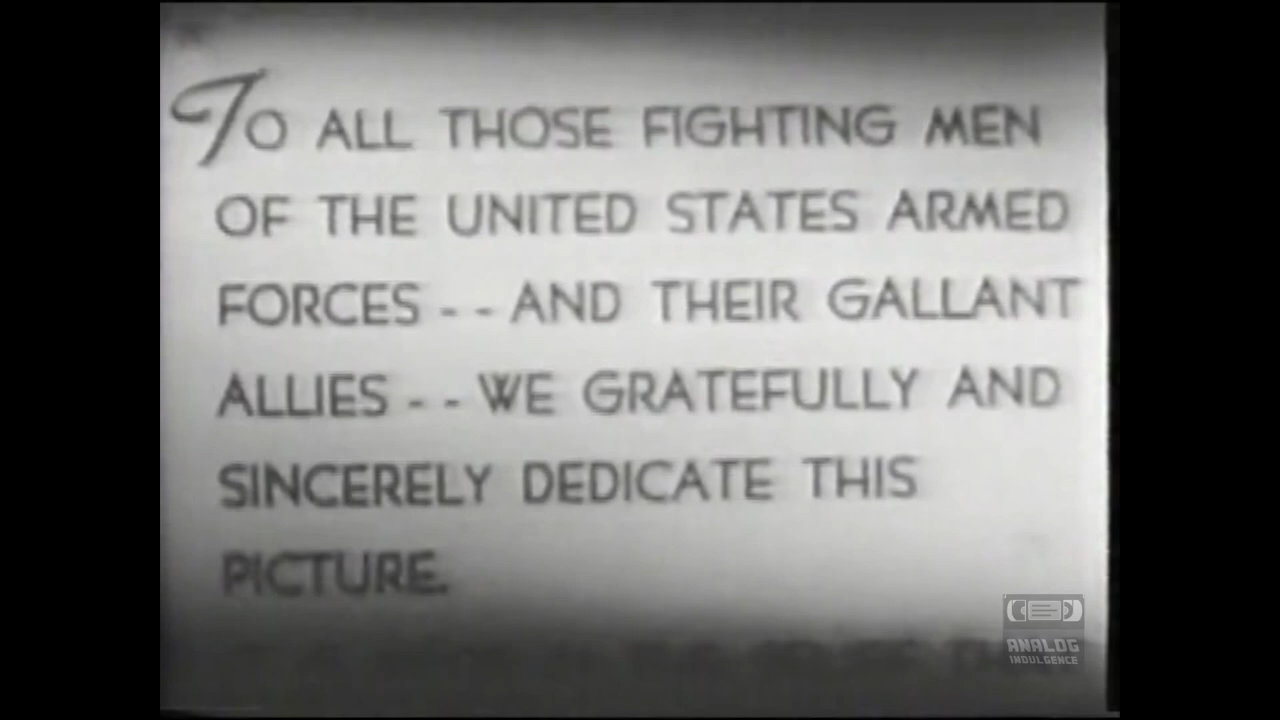 TO ALL THOSE FIGHTING MEN
OF THE UNITED STATES ARMED
FORCES - - AND THEIR GALLANT
ALLIES - - WE GRATEFULLY AND
SINCERELY DEDICATE THIS
PICTURE.
ANALOG
INDULGENCE